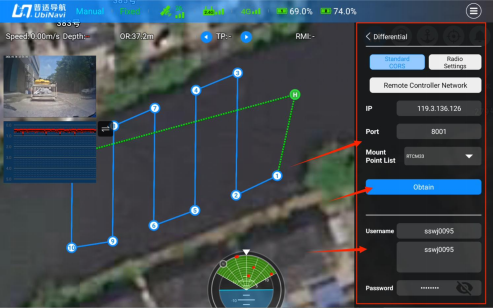 普适导航
UbiNavi
Manual
Fixed
4G
69.0%
74.0%
383号
Speed:0.00m/s Depth:
OR:37.2m
TP:-
RMI:-
Differential
Standard
CORS
Radio
Settings
Remote Controller Network
IP
119.3.136.126
Port
8001
Mount
Point List
RTCM33
Obtain
Username
sswj0095
sswj0095
Password
········
H
1
2
3
4
5
6
7
9
10